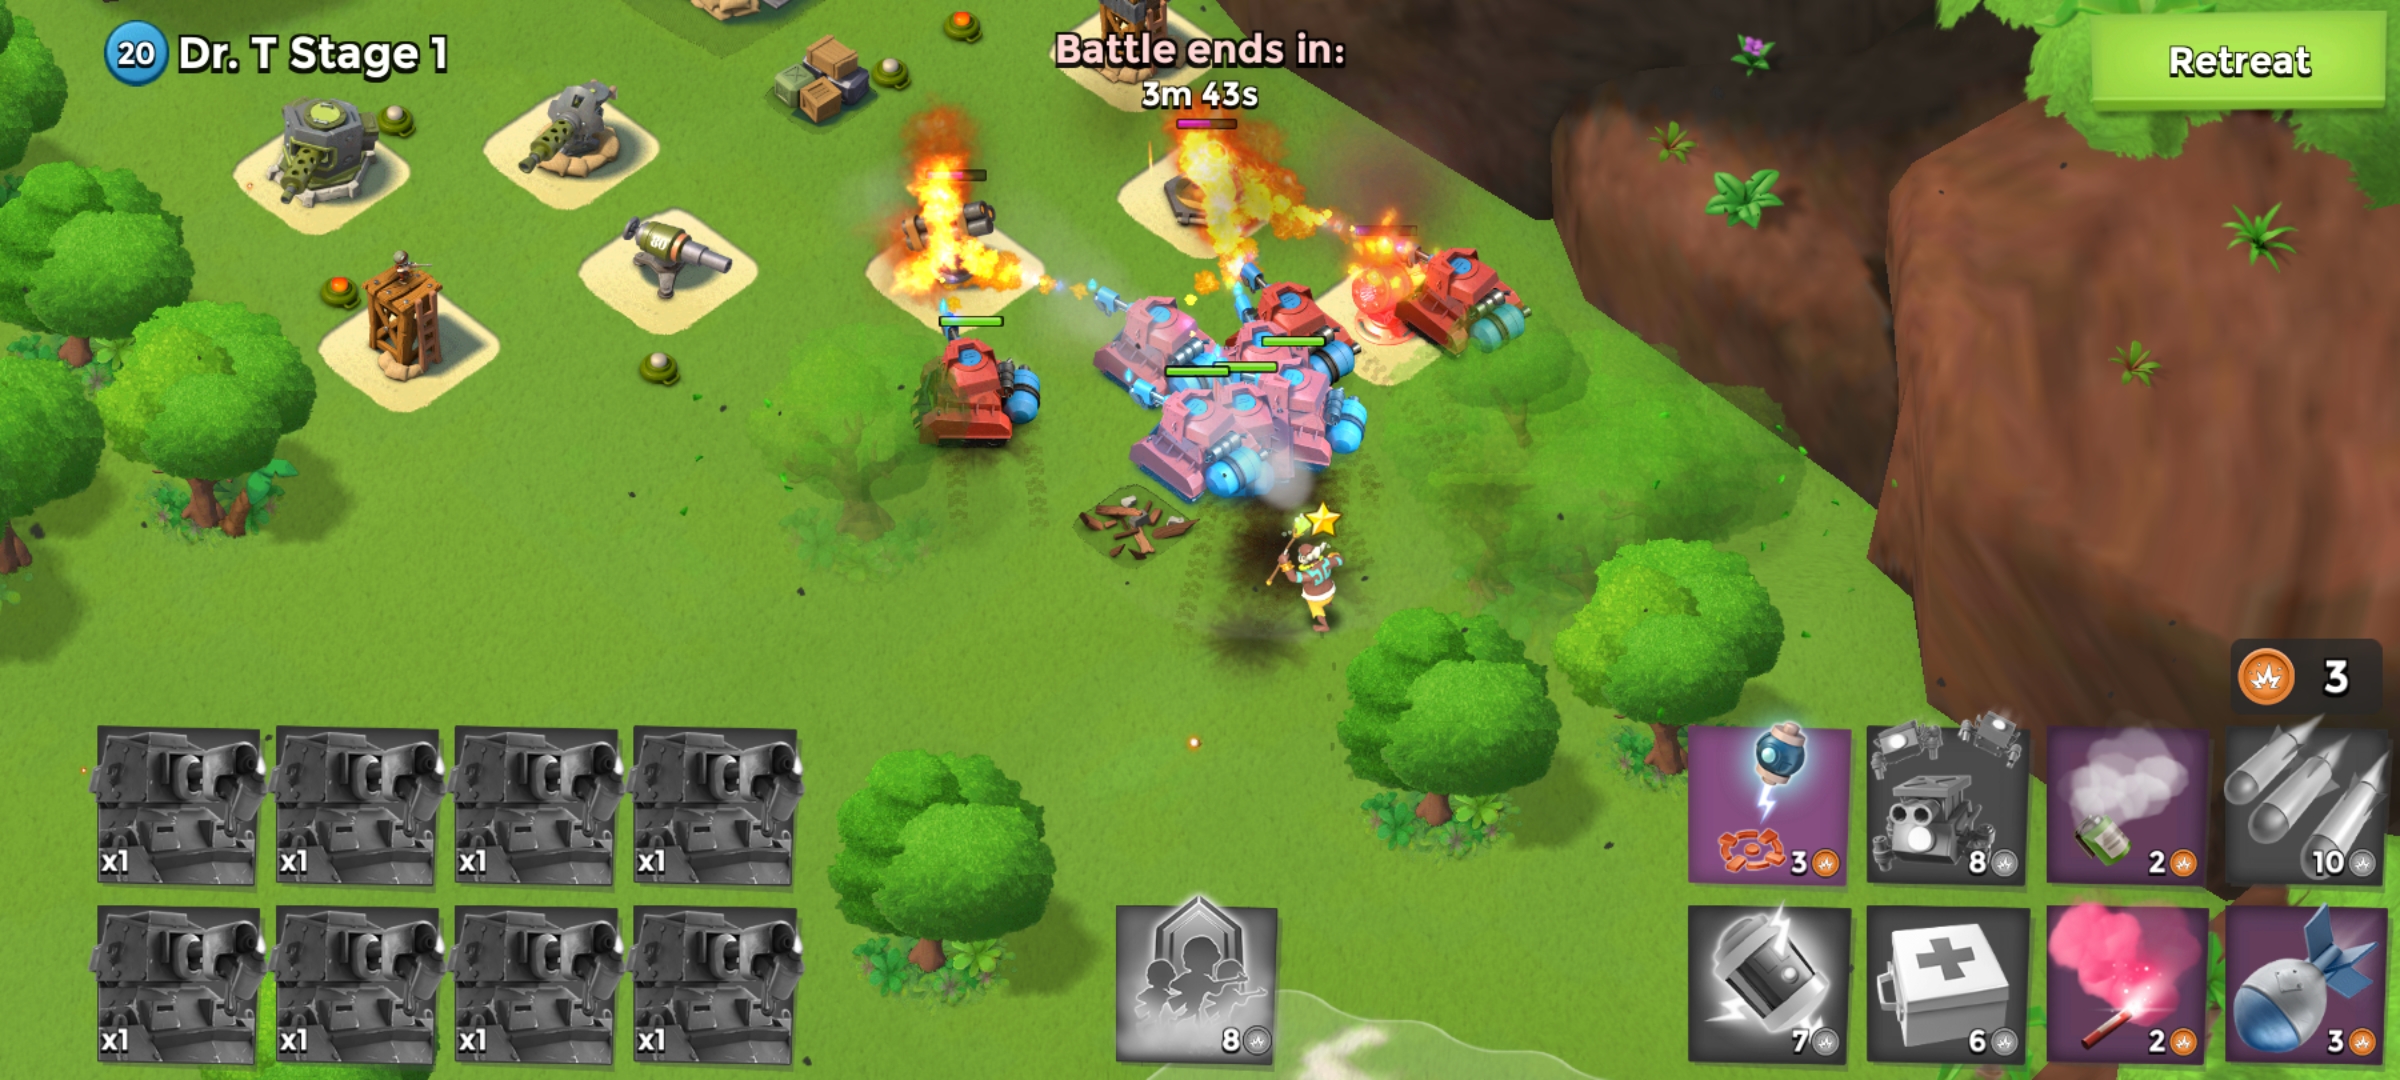 20 Dr. T Stage 1
Battle ends in:
3m 43s
Retreat
3
x1 x1 x1 x1
3 8 2 10
x1 x1 x1 x1
8
7 6 2 3